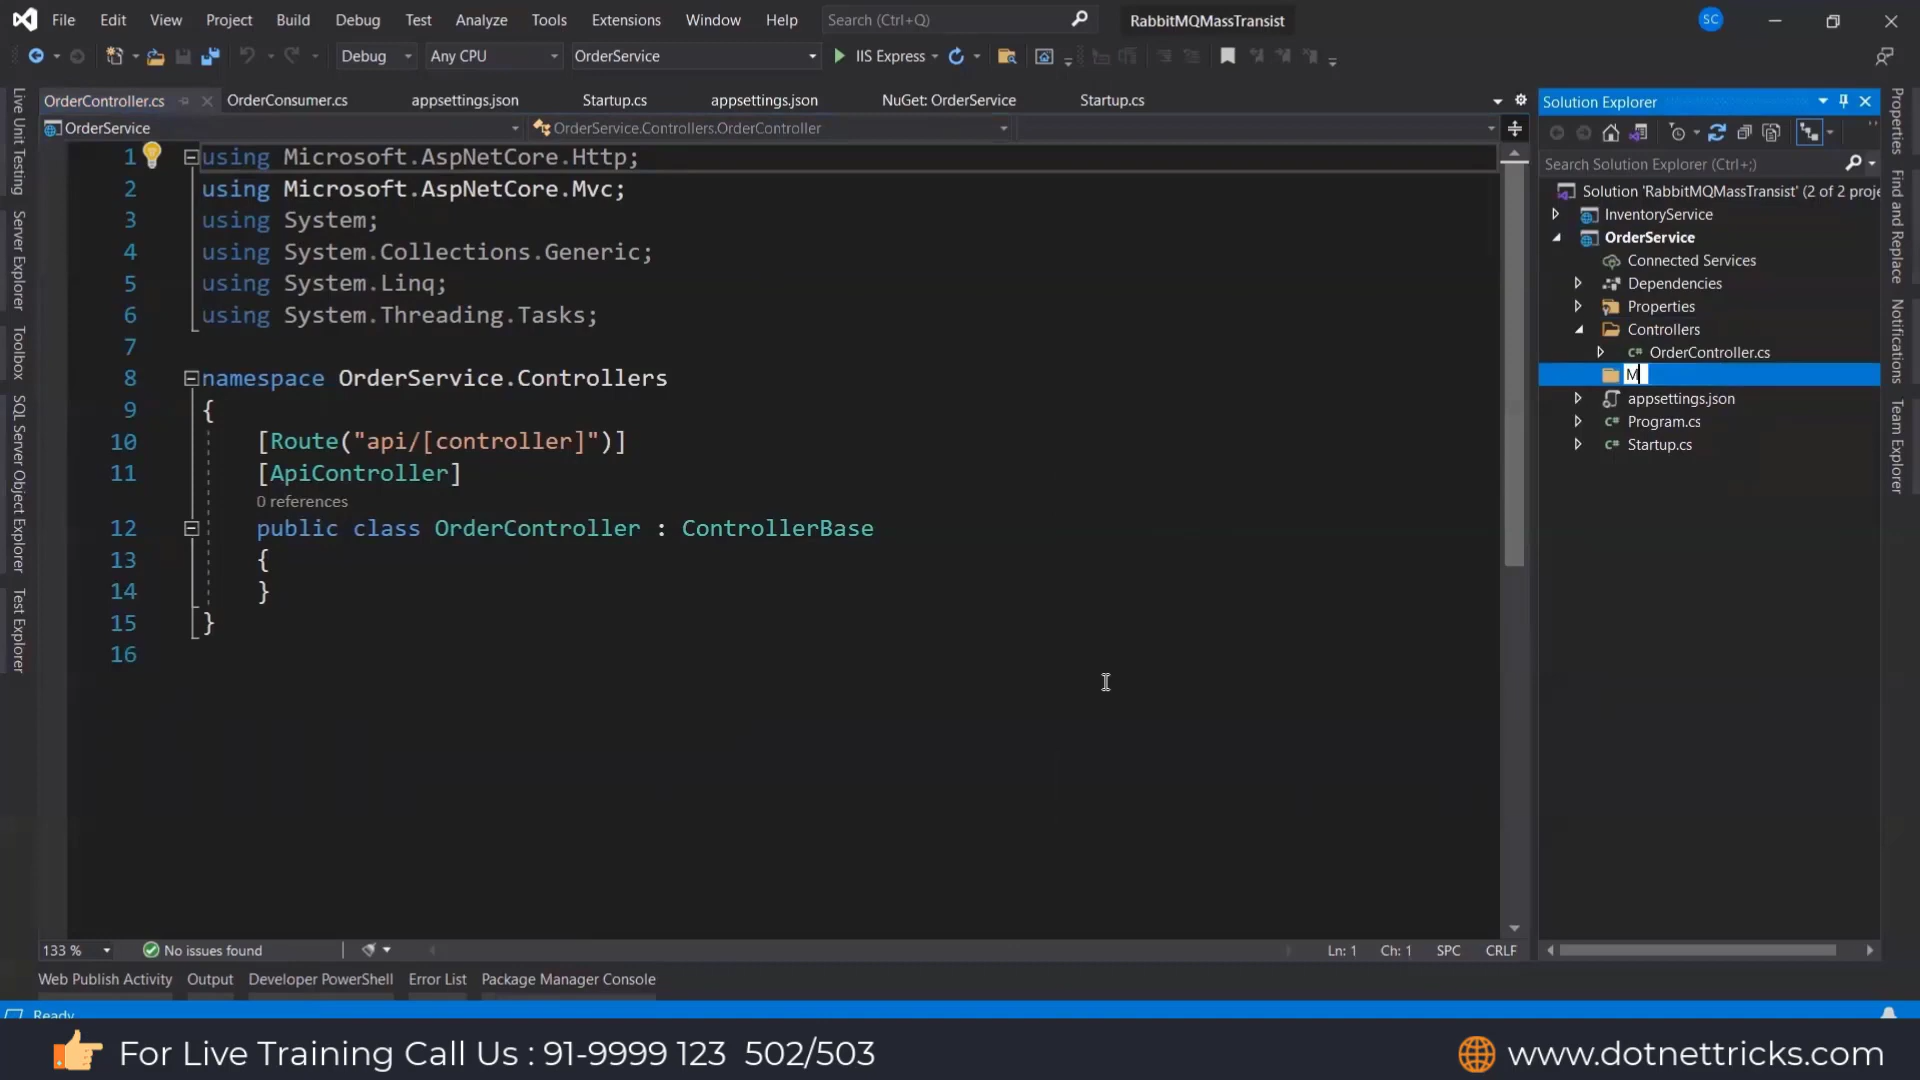 File Edit View Project Build Debug Test Analyze Tools Extensions Window Help Search (Ctrl+Q) RabbitMQMassTransist SC
Debug Any CPU OrderService IIS Express
OrderController.cs OrderConsumer.cs appsettings.json Startup.cs appsettings.json NuGet: OrderService Startup.cs
OrderService OrderService.Controllers.OrderController
1 using Microsoft.AspNetCore.Http;
2 using Microsoft.AspNetCore.Mvc;
3 using System;
4 using System.Collections.Generic;
5 using System.Linq;
6 using System.Threading.Tasks;
7
8 namespace OrderService.Controllers
9 {
10 [Route("api/[controller]")]
11 [ApiController]
0 references
12 public class OrderController : ControllerBase
13 {
14 }
15 }
16
Live Unit Testing
Server Explorer
Toolbox
SQL Server Object Explorer
Test Explorer
Solution Explorer
Search Solution Explorer (Ctrl+;)
Solution 'RabbitMQMassTransist' (2 of 2 proje
InventoryService
OrderService
Connected Services
Dependencies
Properties
Controllers
C# OrderController.cs
M
appsettings.json
C# Program.cs
C# Startup.cs
Properties
Find and Replace
Notifications
Team Explorer
133 % No issues found Ln: 1 Ch: 1 SPC CRLF
Web Publish Activity Output Developer PowerShell Error List Package Manager Console
Ready
For Live Training Call Us : 91-9999 123 502/503
www.dotnettricks.com